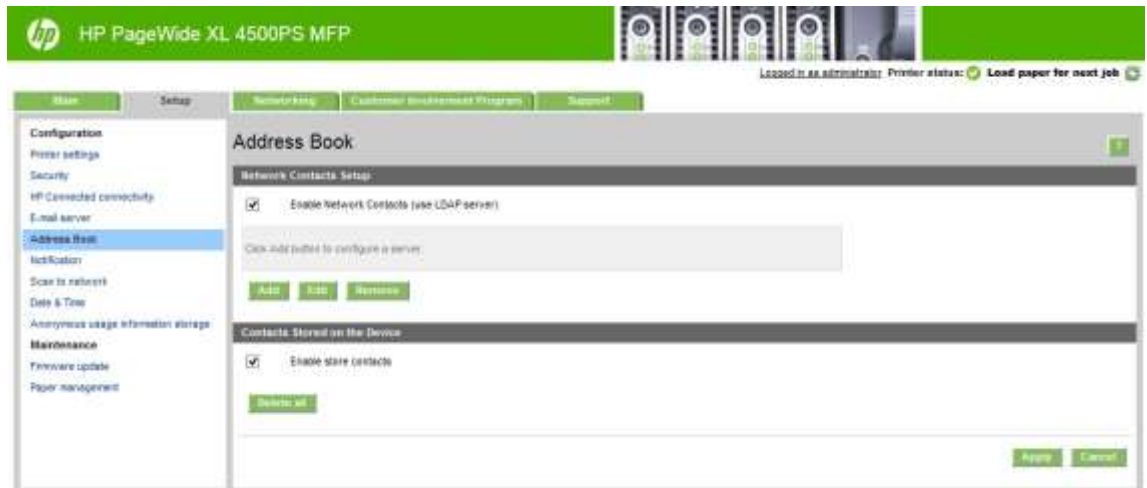 hp HP PageWide XL 4500PS MFP
Logged in as administrator Printer status: Load paper for next job
Main Setup Networking Customer Involvement Program Support
Configuration
Printer settings
Security
HP Connected connectivity
E-mail server
Address Book
Notification
Scan to network
Date & Time
Anonymous usage information storage
Maintenance
Firmware update
Paper management
Address Book
?
Network Contacts Setup
Enable Network Contacts (use LDAP server)
Click Add button to configure a server.
Add Edit Remove
Contacts Stored on the Device
Enable store contacts
Delete all
Apply Cancel